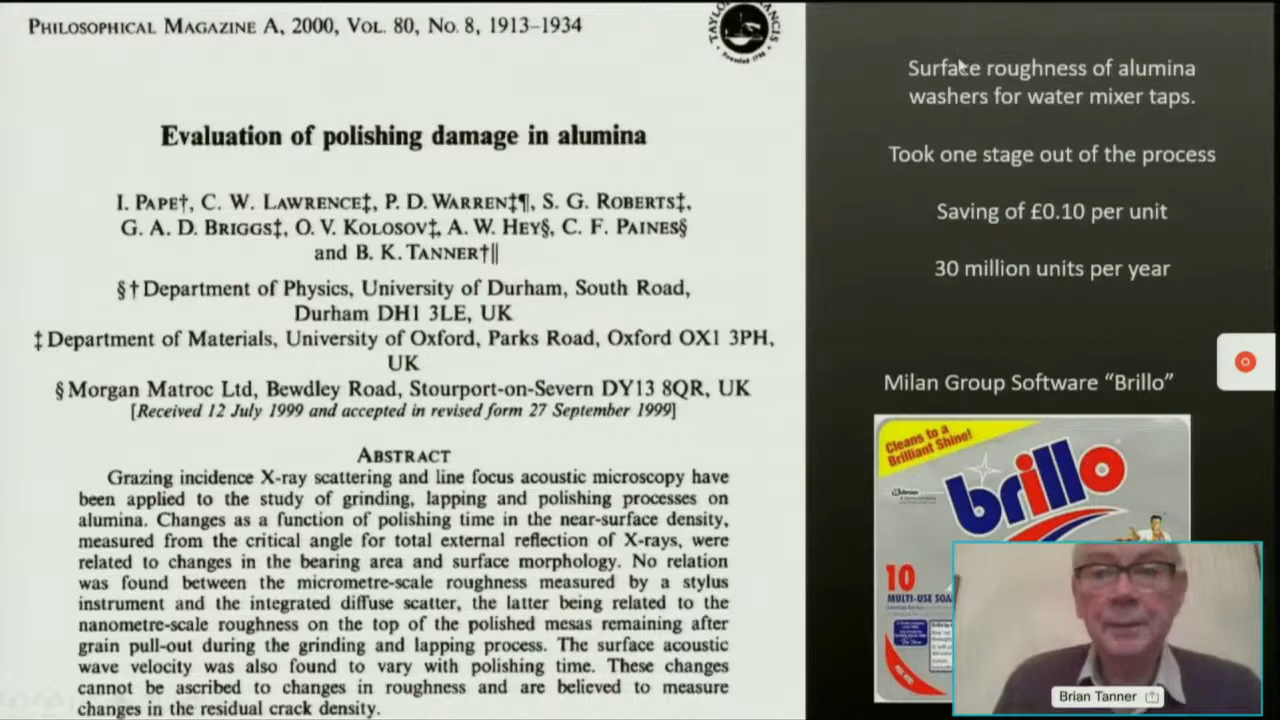 PHILOSOPHICAL MAGAZINE A, 2000, VOL. 80, NO. 8, 1913–1934
TAYLOR
FRANCIS
Evaluation of polishing damage in alumina
I. PAPE†, C. W. LAWRENCE‡, P. D. WARREN‡¶, S. G. ROBERTS‡,
G. A. D. BRIGGS‡, O. V. KOLOSOV‡, A. W. HEY§, C. F. PAINES§
and B. K. TANNER†‖
§†Department of Physics, University of Durham, South Road,
Durham DH1 3LE, UK
‡Department of Materials, University of Oxford, Parks Road, Oxford OX1 3PH,
UK
§Morgan Matroc Ltd, Bewdley Road, Stourport-on-Severn DY13 8QR, UK
[Received 12 July 1999 and accepted in revised form 27 September 1999]
ABSTRACT
Grazing incidence X-ray scattering and line focus acoustic microscopy have
been applied to the study of grinding, lapping and polishing processes on
alumina. Changes as a function of polishing time in the near-surface density,
measured from the critical angle for total external reflection of X-rays, were
related to changes in the bearing area and surface morphology. No relation
was found between the micrometre-scale roughness measured by a stylus
instrument and the integrated diffuse scatter, the latter being related to the
nanometre-scale roughness on the top of the polished mesas remaining after
grain pull-out during the grinding and lapping process. The surface acoustic
wave velocity was also found to vary with polishing time. These changes
cannot be ascribed to changes in roughness and are believed to measure
changes in the residual crack density.
Surface roughness of alumina
washers for water mixer taps.
Took one stage out of the process
Saving of £0.10 per unit
30 million units per year
Milan Group Software “Brillo”
Cleans to a
Brilliant Shine!
brillo
10
MULTI-USE SOA
Brian Tanner